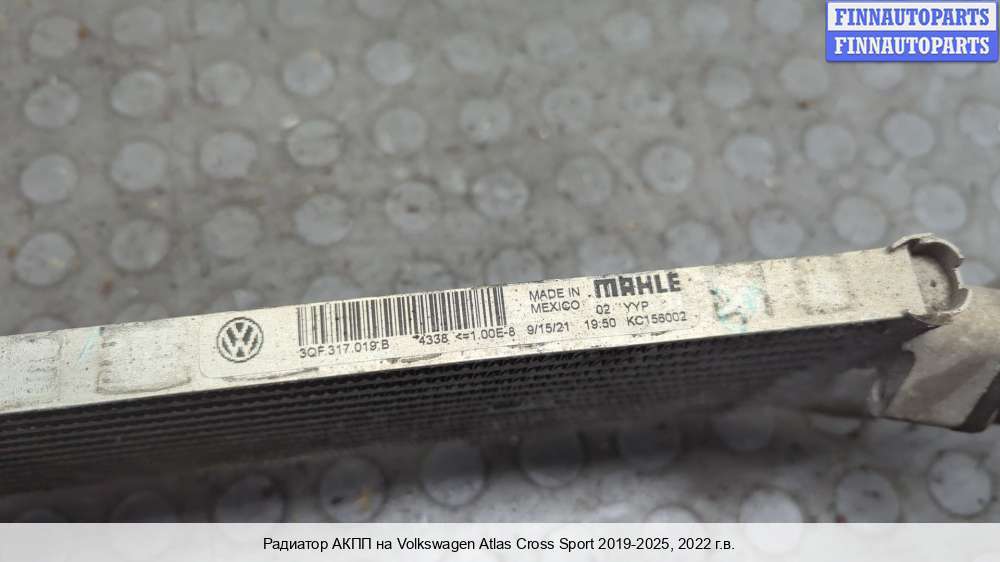 FINNAUTOPARTS
FINNAUTOPARTS
MADE IN MEXICO
MAHLE
02 YYP
3QF.317.019.B *4338 <=1.00E-6 9/15/21 19:50 KC156002
Радиатор АКПП на Volkswagen Atlas Cross Sport 2019-2025, 2022 г.в.